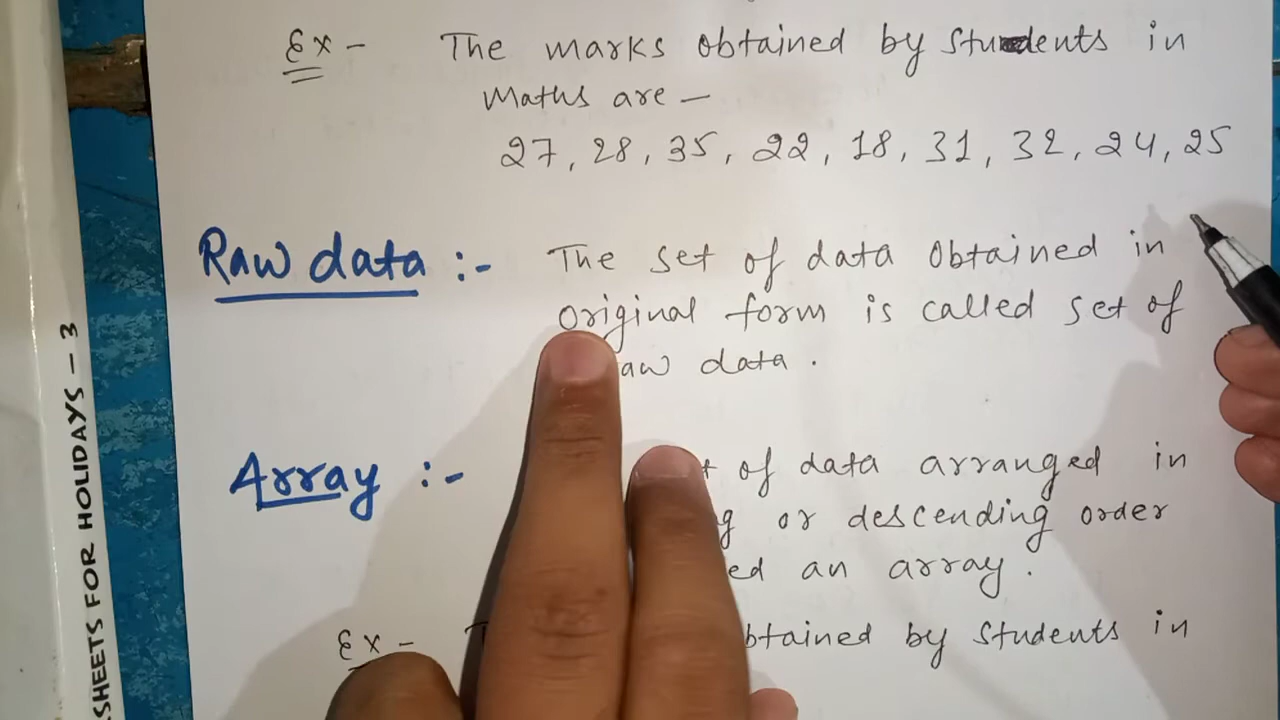 Ex - The marks obtained by Students in
Maths are -
27, 28, 35, 22, 18, 31, 32, 24, 25
Raw data :- The set of data Obtained in
original form is called set of
aw data .
Array :- of data arranged in
or descending order
ed an array .
Ex - btained by Students in
SHEETS FOR HOLIDAYS - 3